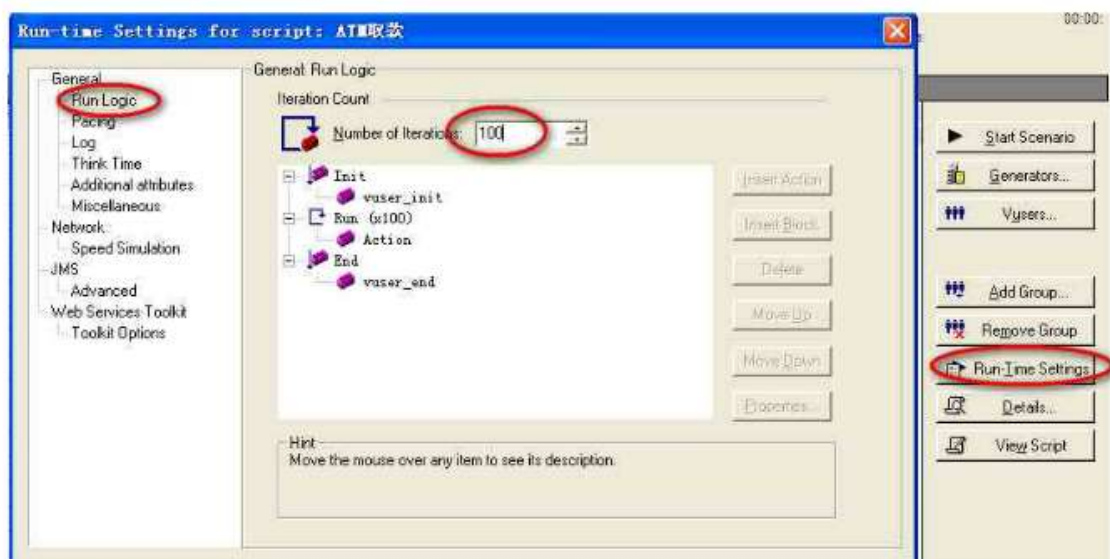 00:00:
Run-time Settings for script: ATM取款
General
Run Logic
Pacing
Log
Think Time
Additional attributes
Miscellaneous
Network
Speed Simulation
JMS
Advanced
Web Services Toolkit
Toolkit Options
General: Run Logic
Iteration Count
Number of Iterations: 100
Init
vuser_init
Run (x100)
Action
End
vuser_end
Insert Action
Insert Block
Delete
Move Up
Move Down
Properties...
Hint
Move the mouse over any item to see its description.
Start Scenario
Generators...
Vusers...
Add Group...
Remove Group
Run-Time Settings
Details...
View Script